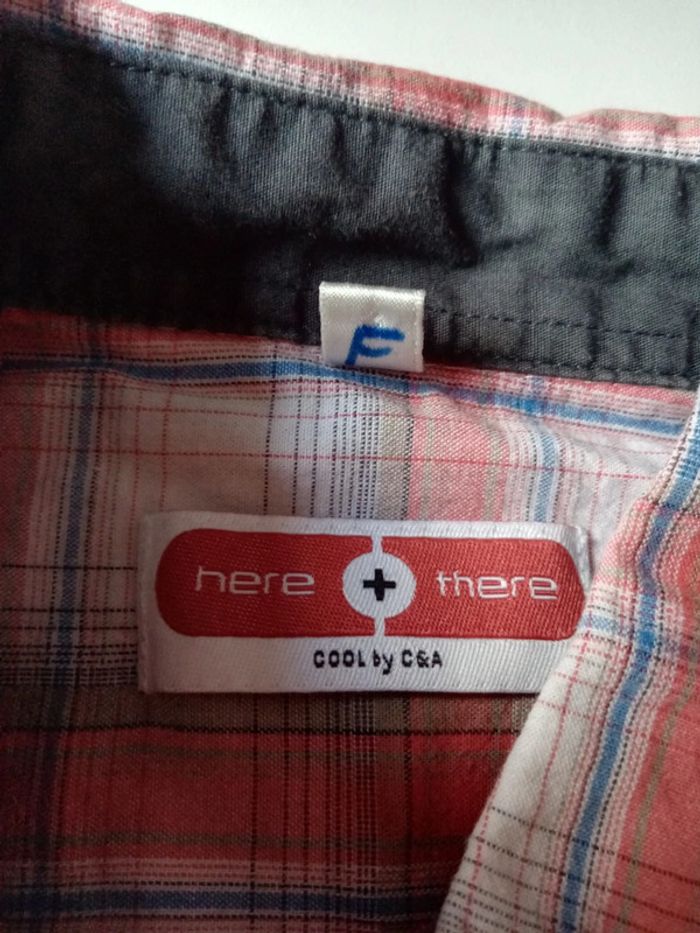 F
here + there
COOL by C&A